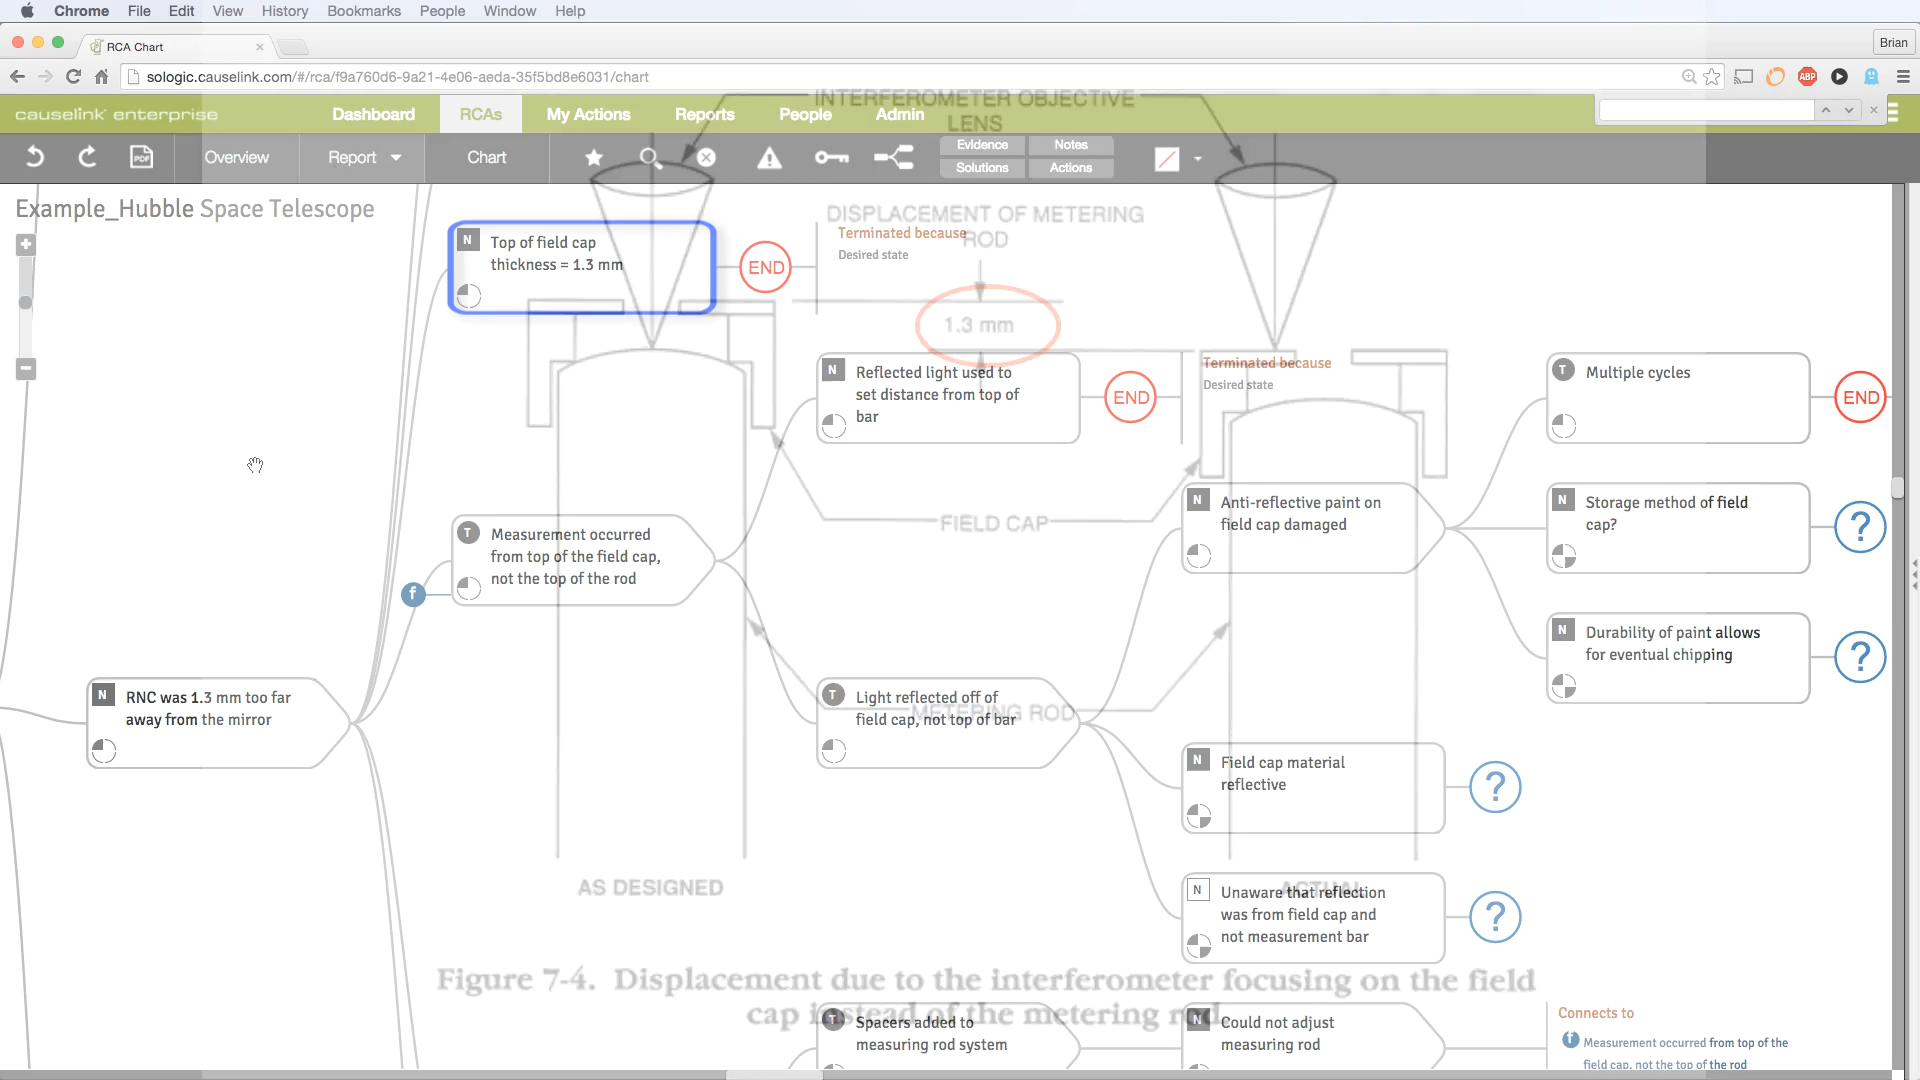 Chrome File Edit View History Bookmarks People Window Help
RCA Chart
Brian
sologic.causelink.com/#/rca/f9a760d6-9a21-4e06-aeda-35f5bd8e6031/chart
ABP
causelink enterprise
Dashboard RCAs My Actions Reports People Admin
INTERFEROMETER OBJECTIVE
LENS
PDF
Overview Report Chart
Evidence Notes
Solutions Actions
Example_Hubble Space Telescope
DISPLACEMENT OF METERING
ROD
N Top of field cap
thickness = 1.3 mm
END
Terminated because
Desired state
1.3 mm
N Reflected light used to
set distance from top of
bar
END
Terminated because
Desired state
T Multiple cycles
END
N Anti-reflective paint on
field cap damaged
N Storage method of field
cap?
?
FIELD CAP
T Measurement occurred
from top of the field cap,
not the top of the rod
f
N Durability of paint allows
for eventual chipping
?
N RNC was 1.3 mm too far
away from the mirror
T Light reflected off of
field cap, not top of bar
METERING ROD
N Field cap material
reflective
?
AS DESIGNED
ACTUAL
N Unaware that reflection
was from field cap and
not measurement bar
?
Figure 7-4. Displacement due to the interferometer focusing on the field
cap instead of the metering rod.
T Spacers added to
measuring rod system
N Could not adjust
measuring rod
Connects to
f Measurement occurred from top of the
field cap, not the top of the rod